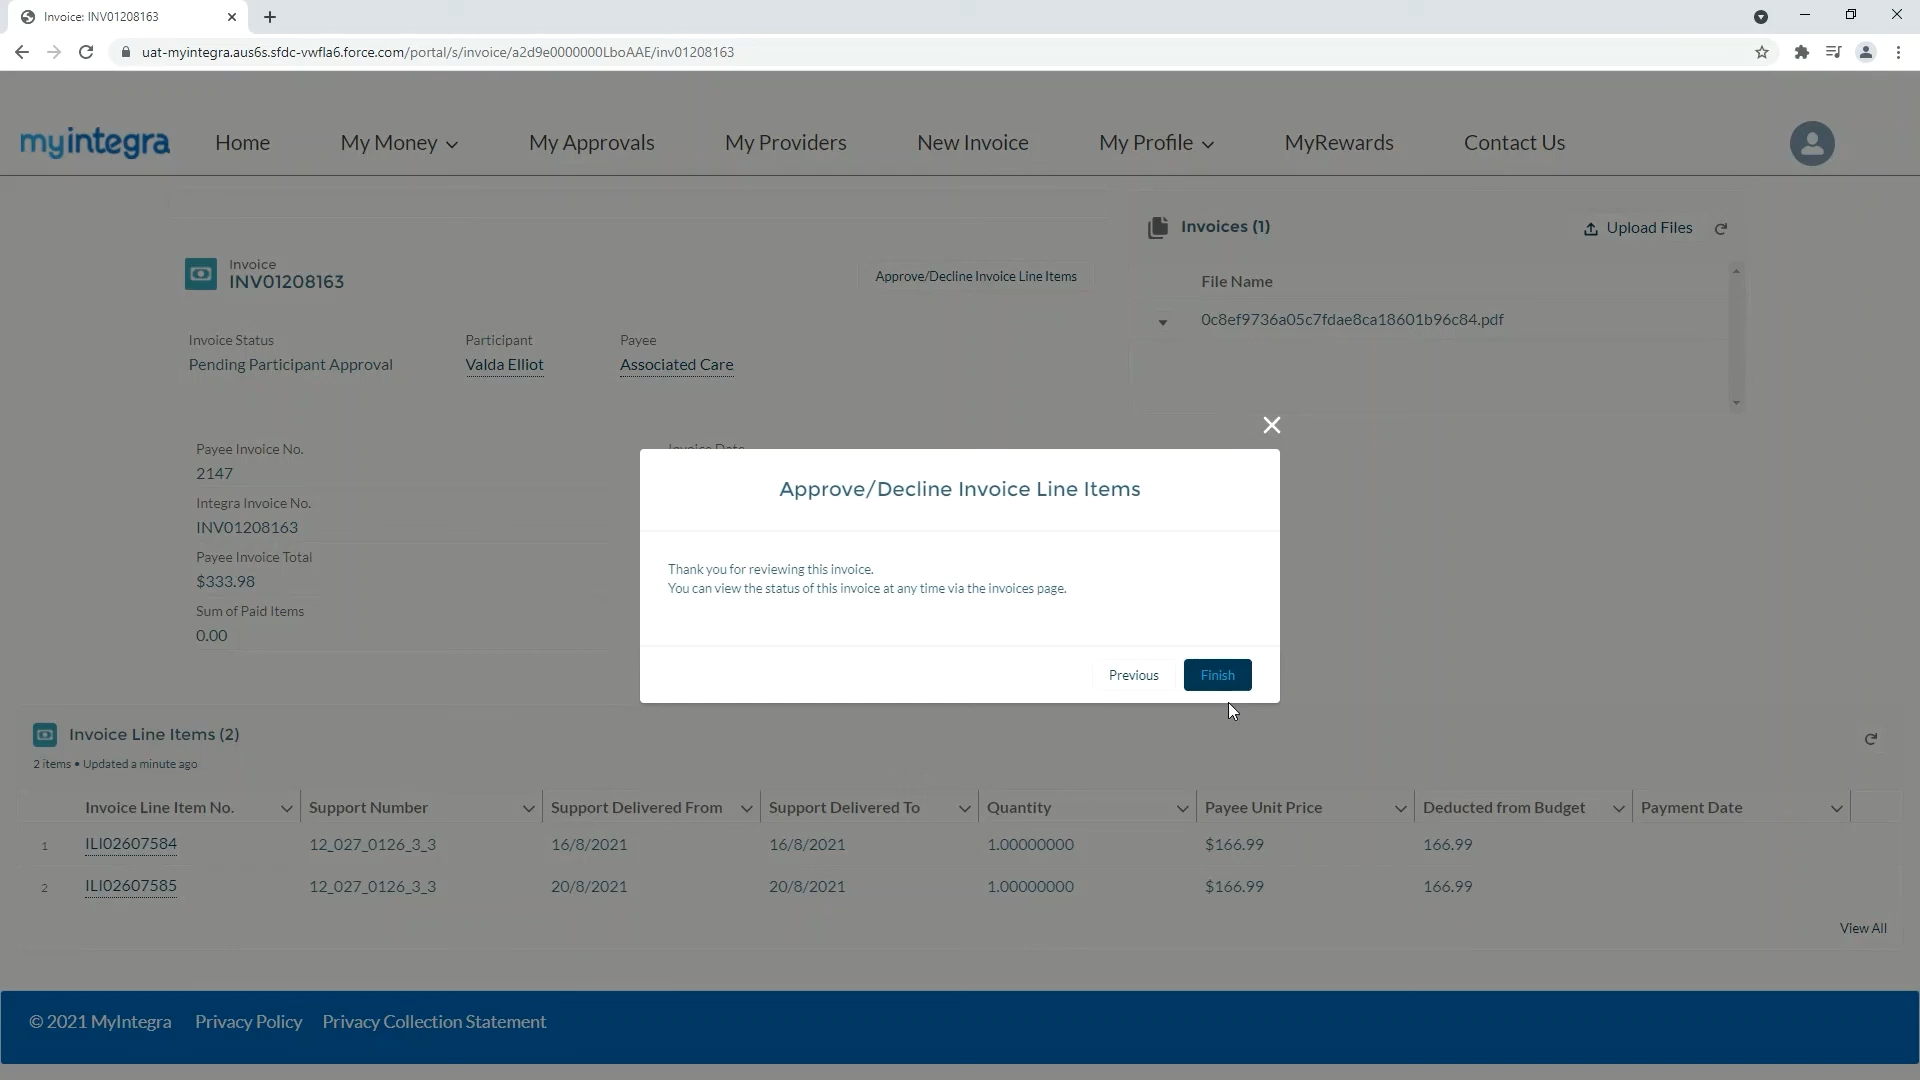 Invoice: INV01208163
uat-myintegra.aus6s.sfdc-vwfla6.force.com/portal/s/invoice/a2d9e0000000LboAAE/inv01208163
myintegra
Home
My Money
My Approvals
My Providers
New Invoice
My Profile
MyRewards
Contact Us
Invoice
INV01208163
Approve/Decline Invoice Line Items
Invoices (1)
Upload Files
File Name
0c8ef9736a05c7fdae8ca18601b96c84.pdf
Invoice Status
Pending Participant Approval
Participant
Valda Elliot
Payee
Associated Care
Payee Invoice No.
2147
Invoice Date
Integra Invoice No.
INV01208163
Payee Invoice Total
$333.98
Sum of Paid Items
0.00
Approve/Decline Invoice Line Items
Thank you for reviewing this invoice.
You can view the status of this invoice at any time via the invoices page.
Previous
Finish
Invoice Line Items (2)
2 items • Updated a minute ago
Invoice Line Item No. Support Number Support Delivered From Support Delivered To Quantity Payee Unit Price Deducted from Budget Payment Date
1 ILI02607584 12_027_0126_3_3 16/8/2021 16/8/2021 1.00000000 $166.99 166.99
2 ILI02607585 12_027_0126_3_3 20/8/2021 20/8/2021 1.00000000 $166.99 166.99
View All
© 2021 MyIntegra Privacy Policy Privacy Collection Statement